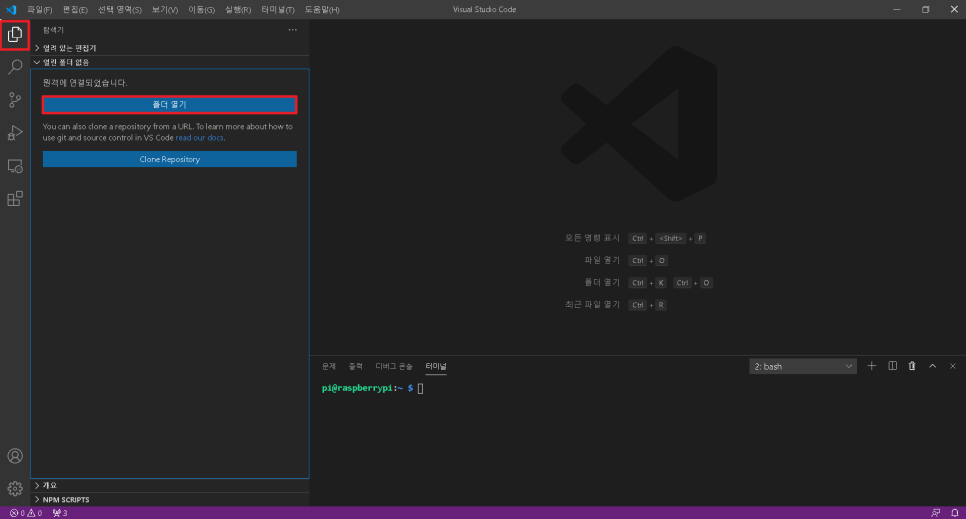 파일(F) 편집(E) 선택 영역(S) 보기(V) 이동(G) 실행(R) 터미널(T) 도움말(H) Visual Studio Code
탐색기
열려 있는 편집기
열린 폴더 없음
원격에 연결되었습니다.
폴더 열기
You can also clone a repository from a URL. To learn more about how to
use git and source control in VS Code read our docs.
Clone Repository
모든 명령 표시 Ctrl + <Shift> + P
파일 열기 Ctrl + O
폴더 열기 Ctrl + K Ctrl + O
최근 파일 열기 Ctrl + R
문제 출력 디버그 콘솔 터미널 2: bash
pi@raspberrypi:~ $
개요
NPM SCRIPTS
0 0 3